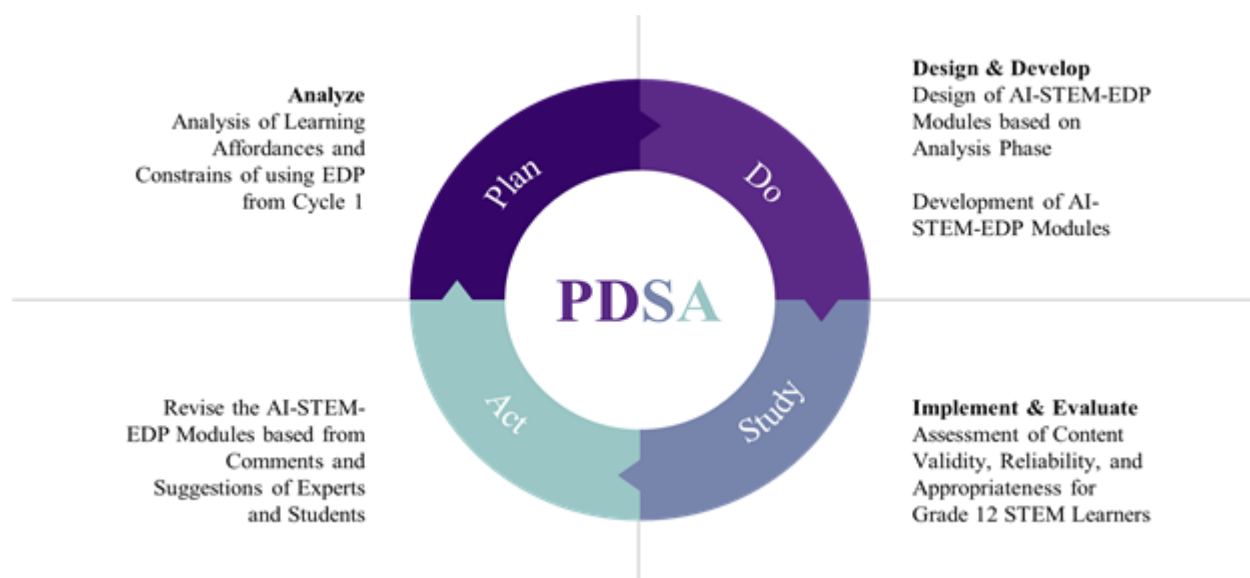 Analyze
Analysis of Learning
Affordances and
Constrains of using EDP
from Cycle 1
Plan
Design & Develop
Design of AI-STEM-EDP
Modules based on
Analysis Phase
Development of AI-
STEM-EDP Modules
Do
PDSA
Revise the AI-STEM-
EDP Modules based from
Comments and
Suggestions of Experts
and Students
Act
Study
Implement & Evaluate
Assessment of Content
Validity, Reliability, and
Appropriateness for
Grade 12 STEM Learners